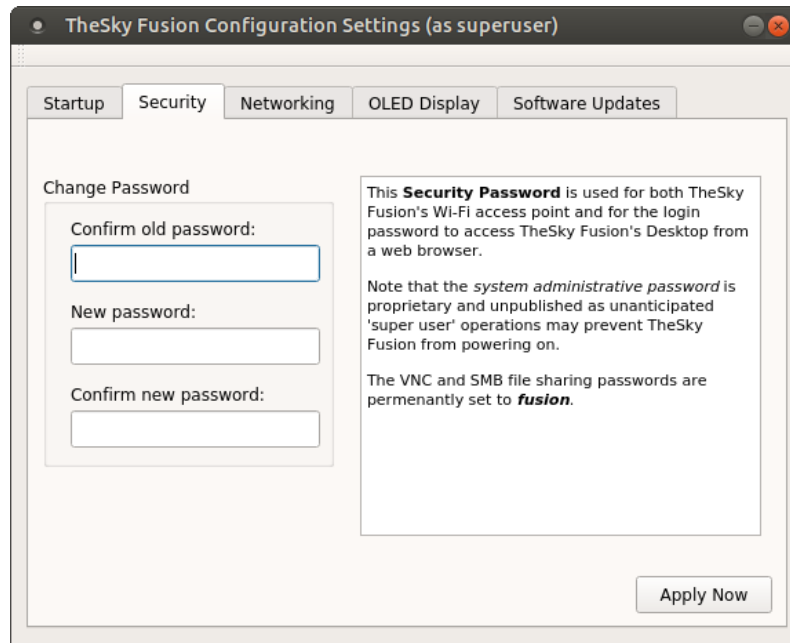 TheSky Fusion Configuration Settings (as superuser)
Startup Security Networking OLED Display Software Updates
Change Password
Confirm old password:
New password:
Confirm new password:
This Security Password is used for both TheSky
Fusion's Wi-Fi access point and for the login
password to access TheSky Fusion's Desktop from
a web browser.
Note that the system administrative password is
proprietary and unpublished as unanticipated
'super user' operations may prevent TheSky
Fusion from powering on.
The VNC and SMB file sharing passwords are
permenantly set to fusion.
Apply Now